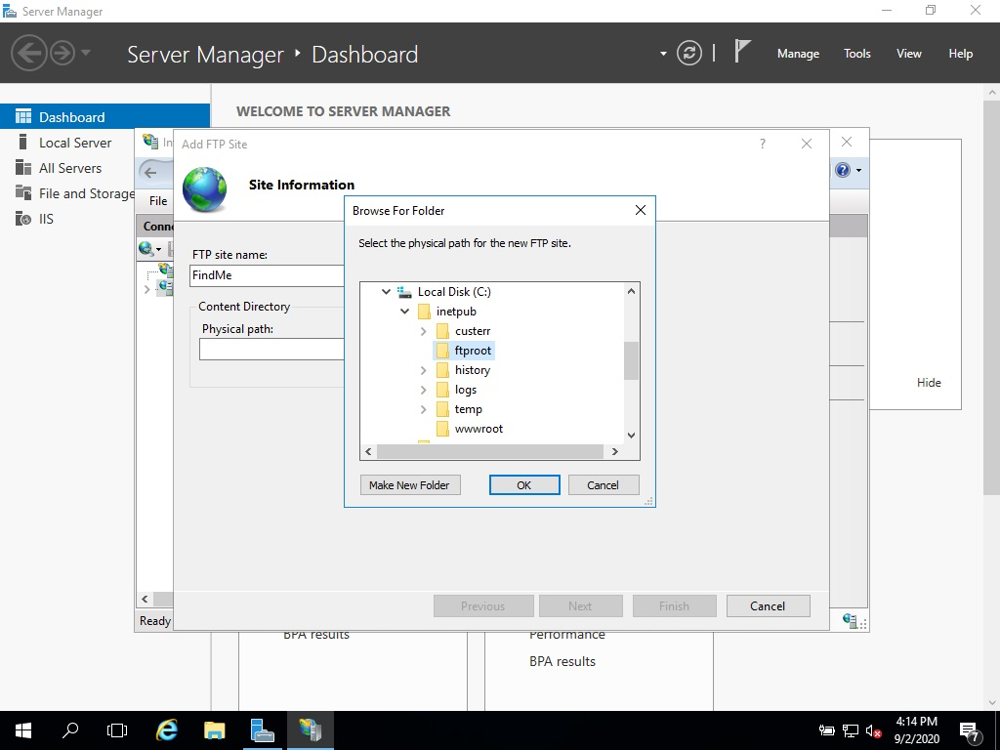 Server Manager
Server Manager Dashboard
Manage Tools View Help
WELCOME TO SERVER MANAGER
Dashboard
Local Server
All Servers
File and Storage
IIS
Add FTP Site
?
Site Information
File
Conne
FTP site name:
FindMe
Content Directory
Physical path:
Browse For Folder
Select the physical path for the new FTP site.
Local Disk (C:)
inetpub
custerr
ftproot
history
logs
temp
wwwroot
Make New Folder OK Cancel
Hide
Previous Next Finish Cancel
Ready
BPA results
Performance
BPA results
4:14 PM
9/2/2020
7